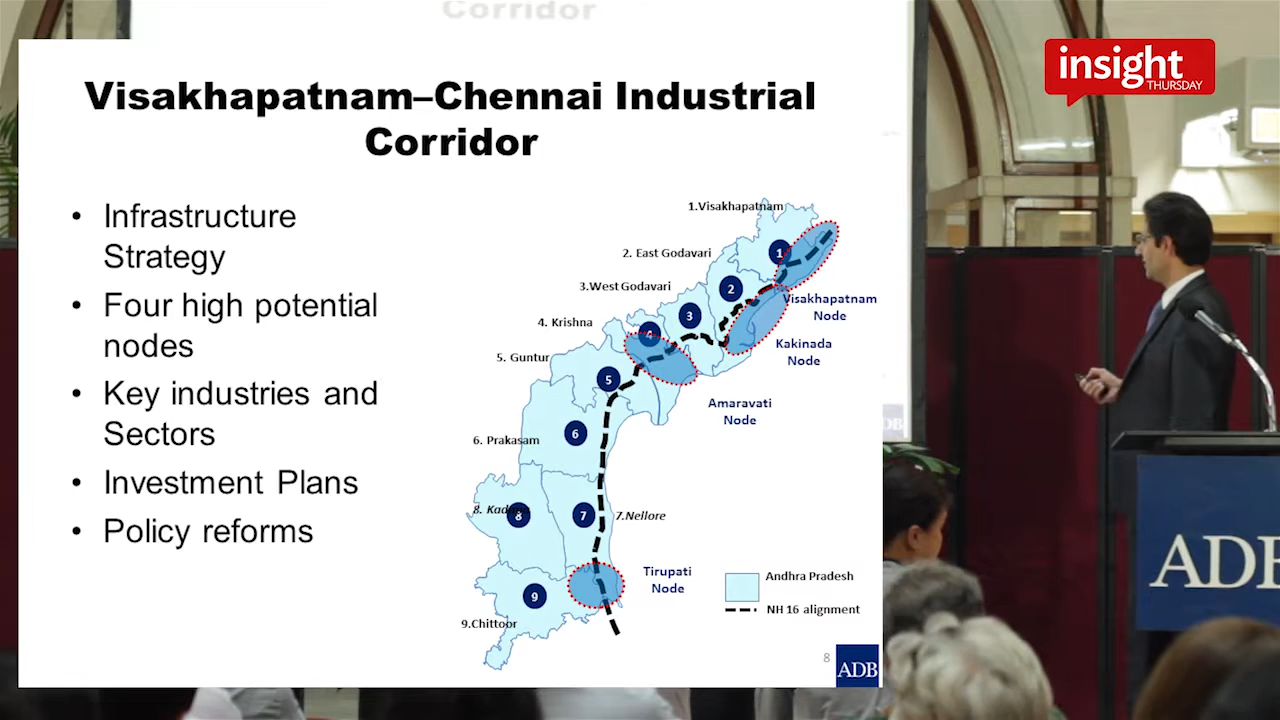 Corridor
insight
THURSDAY
Visakhapatnam–Chennai Industrial
Corridor
• Infrastructure
Strategy
• Four high potential
nodes
• Key industries and
Sectors
• Investment Plans
• Policy reforms
1.Visakhapatnam
1
2. East Godavari
2
3.West Godavari
3
Visakhapatnam
Node
4. Krishna
4
Kakinada
Node
5. Guntur
5
Amaravati
Node
6. Prakasam
6
8. Kadapa
8
7
7.Nellore
Tirupati
Node
9
9.Chittoor
Andhra Pradesh
NH 16 alignment
8
ADB
ADB